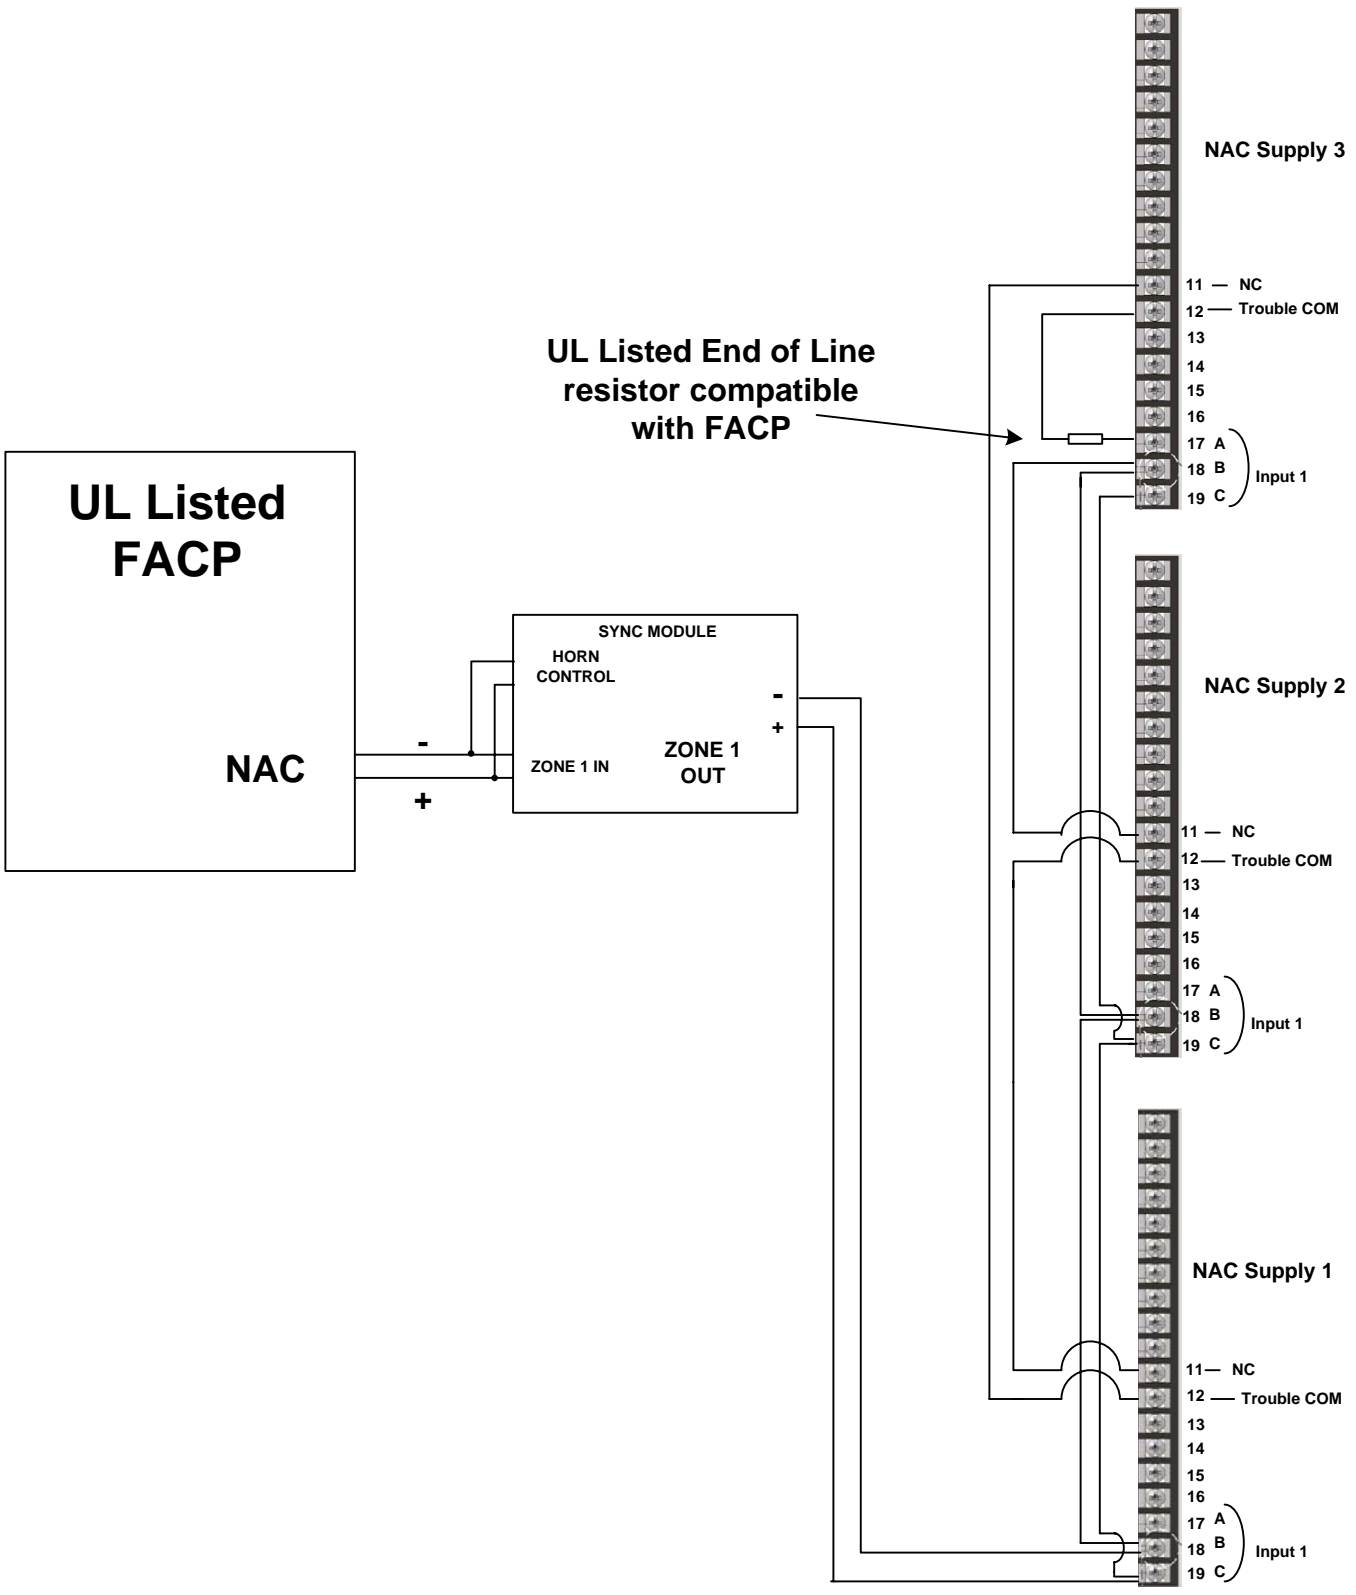 NAC Supply 3
11 — NC
12 — Trouble COM
13
14
15
16
17 A
18 B
19 C
Input 1
UL Listed End of Line
resistor compatible
with FACP
UL Listed
FACP
NAC
-
+
SYNC MODULE
HORN
CONTROL
ZONE 1 IN
ZONE 1
OUT
-
+
NAC Supply 2
11 — NC
12 — Trouble COM
13
14
15
16
17 A
18 B
19 C
Input 1
NAC Supply 1
11 — NC
12 — Trouble COM
13
14
15
16
17 A
18 B
19 C
Input 1